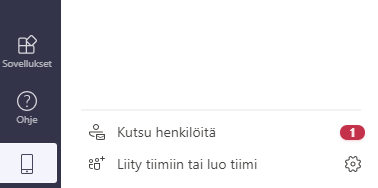 Sovellukset
Ohje
Kutsu henkilöitä
1
Liity tiimiin tai luo tiimi